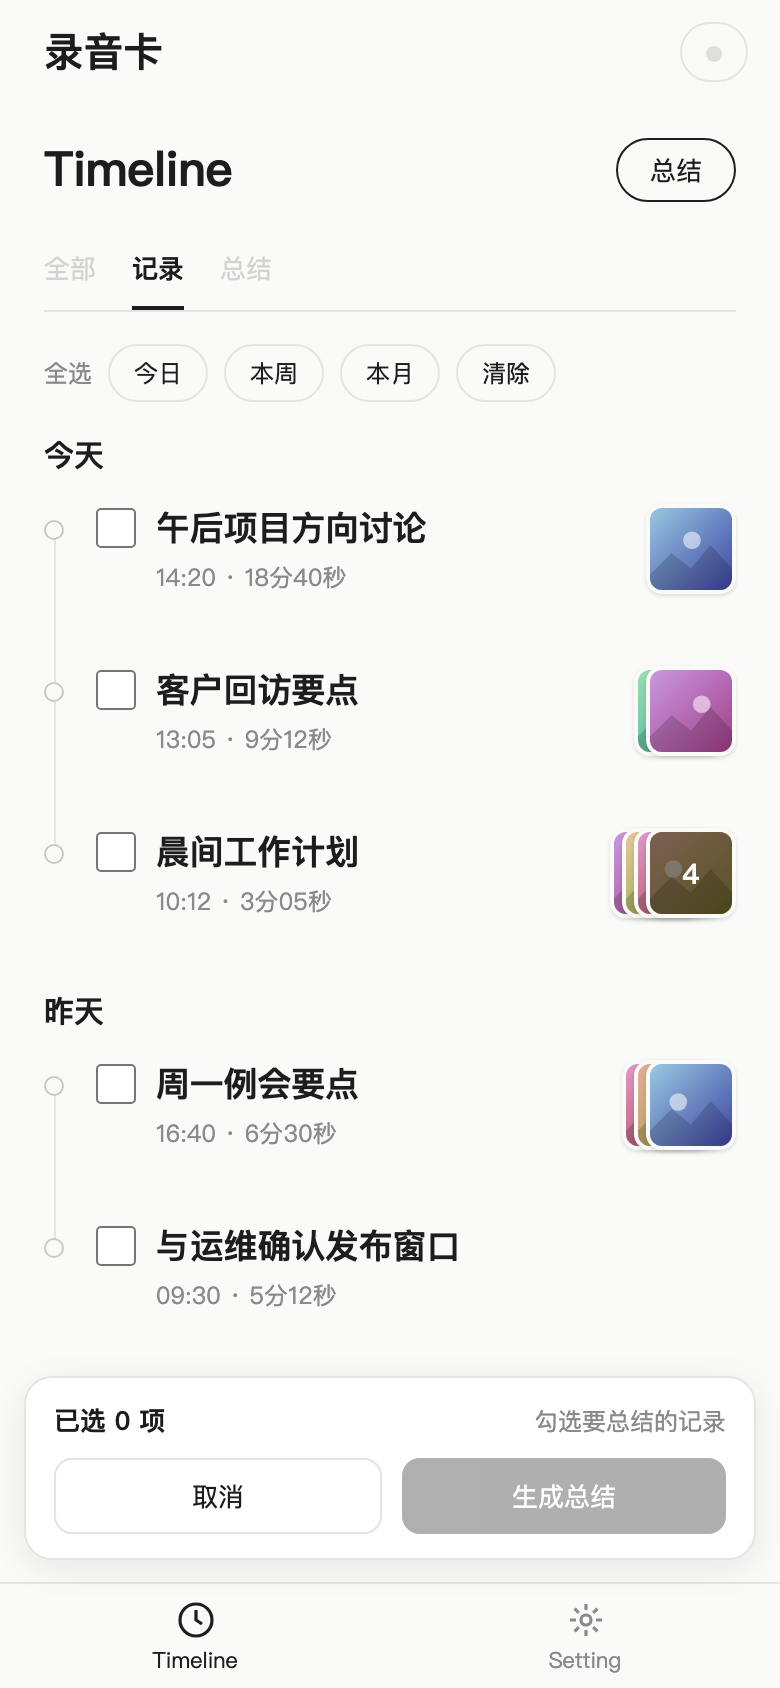 录音卡
Timeline
总结
全部 记录 总结
全选 今日 本周 本月 清除
今天
午后项目方向讨论
14:20 · 18分40秒
客户回访要点
13:05 · 9分12秒
晨间工作计划
10:12 · 3分05秒
4
昨天
周一例会要点
16:40 · 6分30秒
与运维确认发布窗口
09:30 · 5分12秒
已选 0 项 勾选要总结的记录
取消 生成总结
Timeline Setting